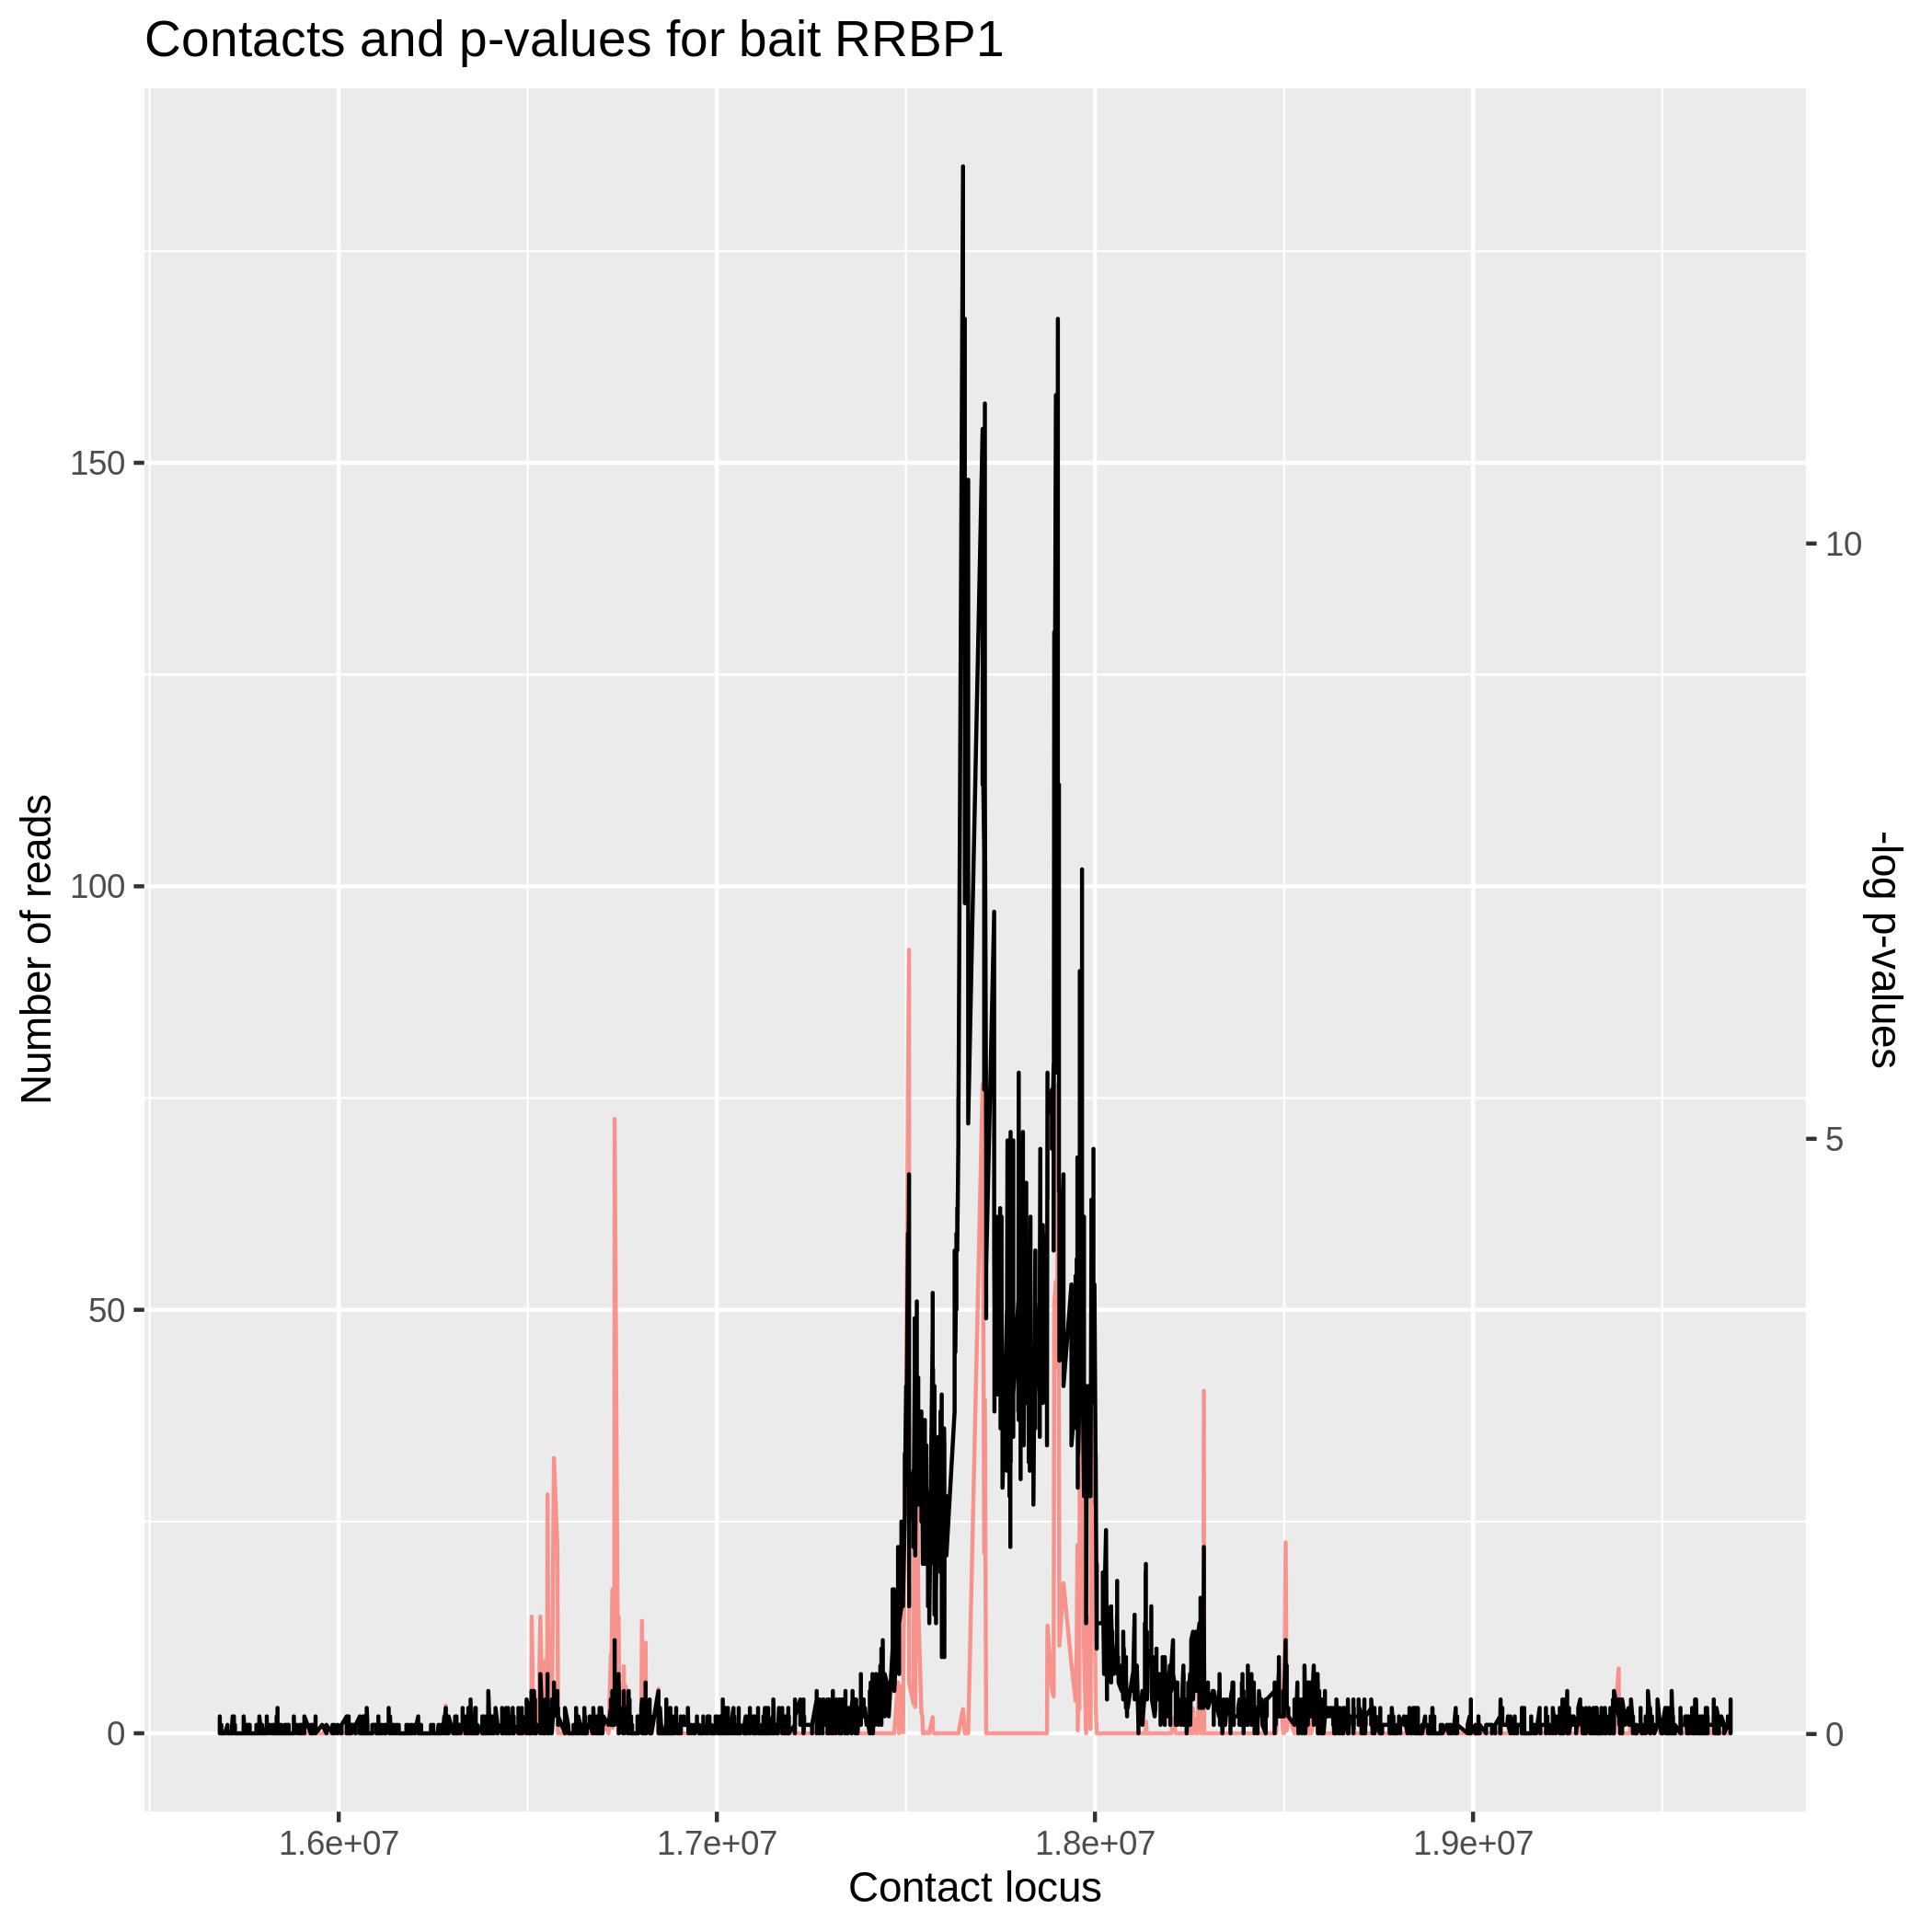 Contacts and p-values for bait RRBP1
Number of reads
150
100
50
0
10
5
0
-log p-values
1.6e+07
1.7e+07
1.8e+07
1.9e+07
Contact locus